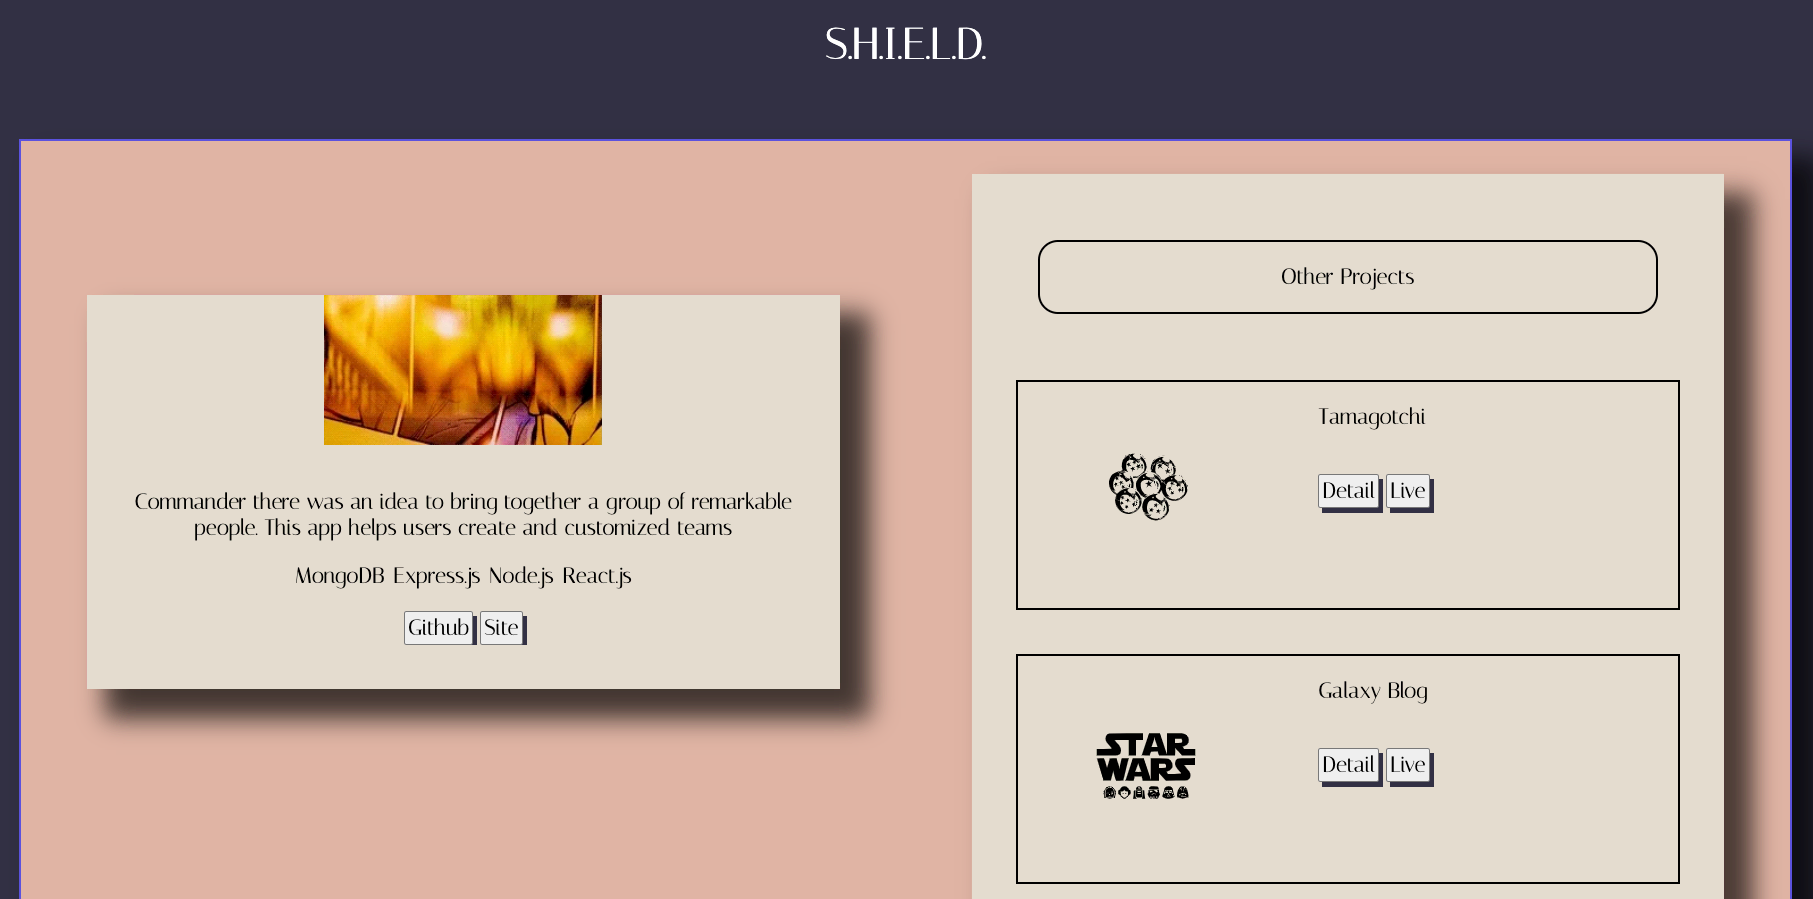 S.H.I.E.L.D.
Commander there was an idea to bring together a group of remarkable
people. This app helps users create and customized teams
MongoDB Express.js Node.js React.js
Github Site
Other Projects
Tamagotchi
Detail Live
Galaxy Blog
STAR
WARS
Detail Live